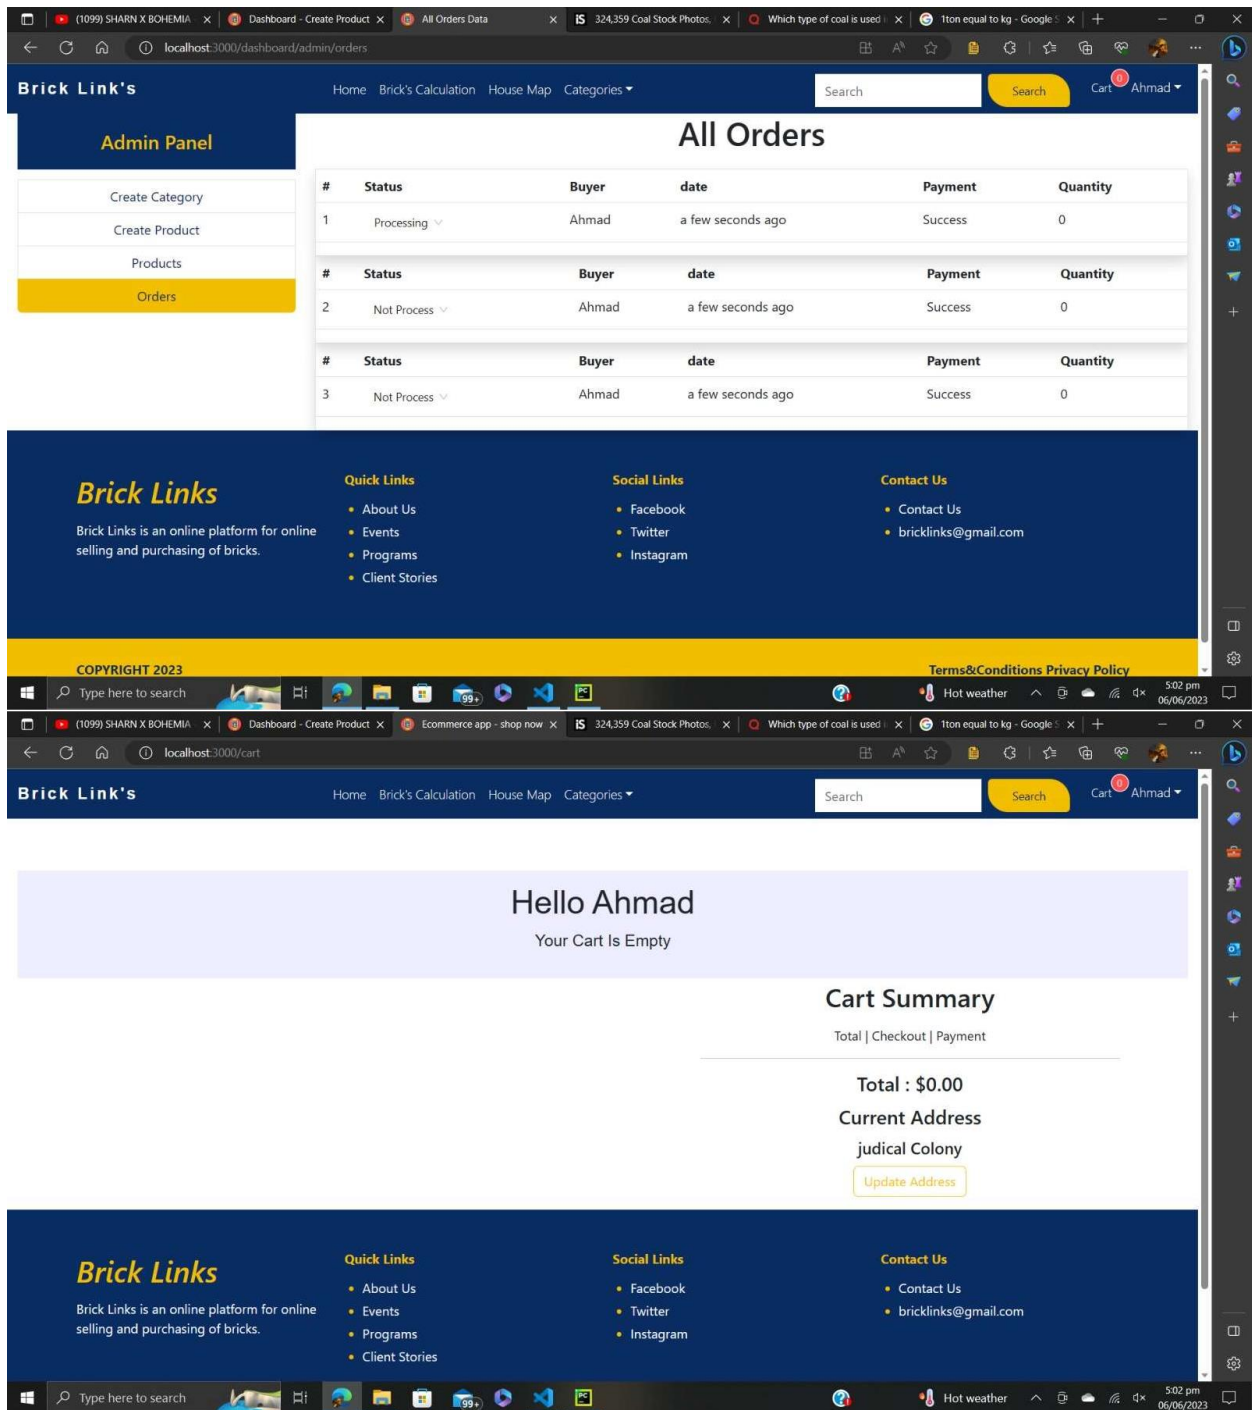 (1099) SHARN X BOHEMIA
Dashboard - Create Product
All Orders Data
324,359 Coal Stock Photos,
Which type of coal is used i
1ton equal to kg - Google S
localhost:3000/dashboard/admin/orders
Brick Link's
Home Brick's Calculation House Map Categories
Search
Search
Cart 0 Ahmad
Admin Panel
Create Category
Create Product
Products
Orders
All Orders
# Status Buyer date Payment Quantity
1 Processing Ahmad a few seconds ago Success 0
# Status Buyer date Payment Quantity
2 Not Process Ahmad a few seconds ago Success 0
# Status Buyer date Payment Quantity
3 Not Process Ahmad a few seconds ago Success 0
Brick Links
Brick Links is an online platform for online
selling and purchasing of bricks.
Quick Links
About Us
Events
Programs
Client Stories
Social Links
Facebook
Twitter
Instagram
Contact Us
Contact Us
bricklinks@gmail.com
COPYRIGHT 2023
Terms&Conditions Privacy Policy
Type here to search
99+
Hot weather
5:02 pm
06/06/2023
(1099) SHARN X BOHEMIA
Dashboard - Create Product
Ecommerce app - shop now
324,359 Coal Stock Photos,
Which type of coal is used i
1ton equal to kg - Google S
localhost:3000/cart
Brick Link's
Home Brick's Calculation House Map Categories
Search
Search
Cart 0 Ahmad
Hello Ahmad
Your Cart Is Empty
Cart Summary
Total | Checkout | Payment
Total : $0.00
Current Address
judical Colony
Update Address
Brick Links
Brick Links is an online platform for online
selling and purchasing of bricks.
Quick Links
About Us
Events
Programs
Client Stories
Social Links
Facebook
Twitter
Instagram
Contact Us
Contact Us
bricklinks@gmail.com
Type here to search
99+
Hot weather
5:02 pm
06/06/2023